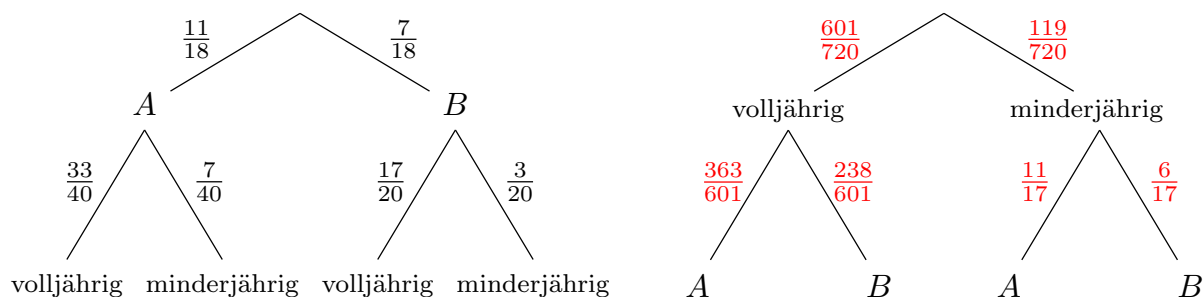 11/18 7/18 601/720 119/720
A B volljährig minderjährig
33/40 7/40 17/20 3/20 363/601 238/601 11/17 6/17
volljährig minderjährig volljährig minderjährig A B A B